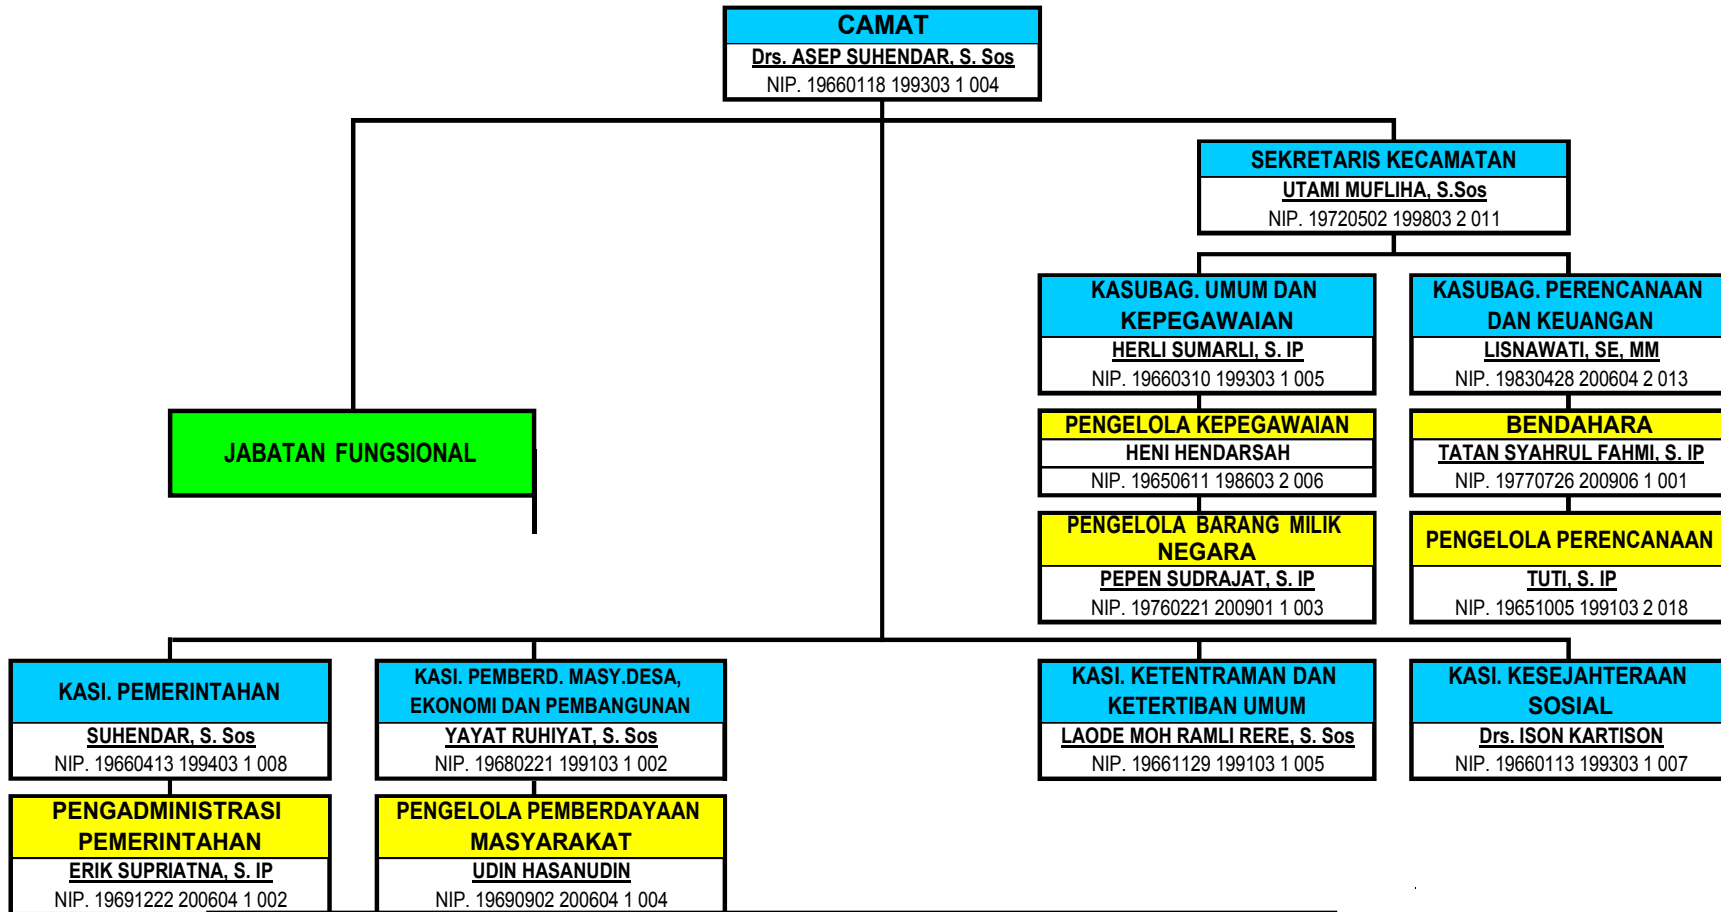 CAMAT
Drs. ASEP SUHENDAR, S. Sos
NIP. 19660118 199303 1 004
SEKRETARIS KECAMATAN
UTAMI MUFLIHA, S.Sos
NIP. 19720502 199803 2 011
KASUBAG. UMUM DAN
KEPEGAWAIAN
HERLI SUMARLI, S. IP
NIP. 19660310 199303 1 005
KASUBAG. PERENCANAAN
DAN KEUANGAN
LISNAWATI, SE, MM
NIP. 19830428 200604 2 013
JABATAN FUNGSIONAL
PENGELOLA KEPEGAWAIAN
HENI HENDARSAH
NIP. 19650611 198603 2 006
BENDAHARA
TATAN SYAHRUL FAHMI, S. IP
NIP. 19770726 200906 1 001
PENGELOLA BARANG MILIK
NEGARA
PEPEN SUDRAJAT, S. IP
NIP. 19760221 200901 1 003
PENGELOLA PERENCANAAN
TUTI, S. IP
NIP. 19651005 199103 2 018
KASI. PEMERINTAHAN
SUHENDAR, S. Sos
NIP. 19660413 199403 1 008
KASI. PEMBERD. MASY.DESA,
EKONOMI DAN PEMBANGUNAN
YAYAT RUHIYAT, S. Sos
NIP. 19680221 199103 1 002
KASI. KETENTRAMAN DAN
KETERTIBAN UMUM
LAODE MOH RAMLI RERE, S. Sos
NIP. 19661129 199103 1 005
KASI. KESEJAHTERAAN
SOSIAL
Drs. ISON KARTISON
NIP. 19660113 199303 1 007
PENGADMINISTRASI
PEMERINTAHAN
ERIK SUPRIATNA, S. IP
NIP. 19691222 200604 1 002
PENGELOLA PEMBERDAYAAN
MASYARAKAT
UDIN HASANUDIN
NIP. 19690902 200604 1 004